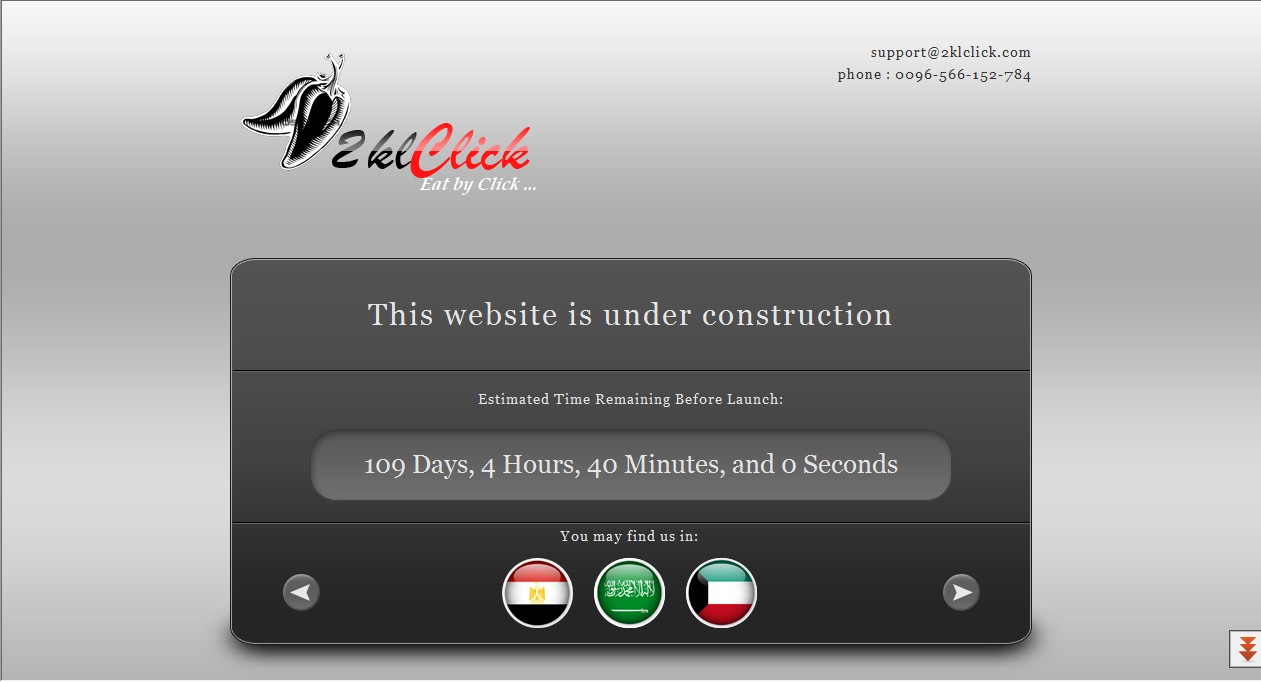 support@2klclick.com
phone : 0096-566-152-784
2klClick
Eat by Click ...
This website is under construction
Estimated Time Remaining Before Launch:
109 Days, 4 Hours, 40 Minutes, and 0 Seconds
You may find us in: